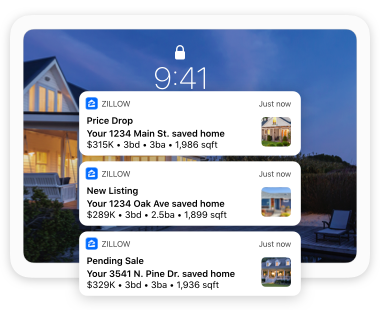 9:41
ZILLOW Just now
Price Drop
Your 1234 Main St. saved home
$315K • 3bd • 3ba • 1,986 sqft
ZILLOW Just now
New Listing
Your 1234 Oak Ave saved home
$289K • 3bd • 2.5ba • 1,899 sqft
ZILLOW Just now
Pending Sale
Your 3541 N. Pine Dr. saved home
$329K • 3bd • 3ba • 1,936 sqft